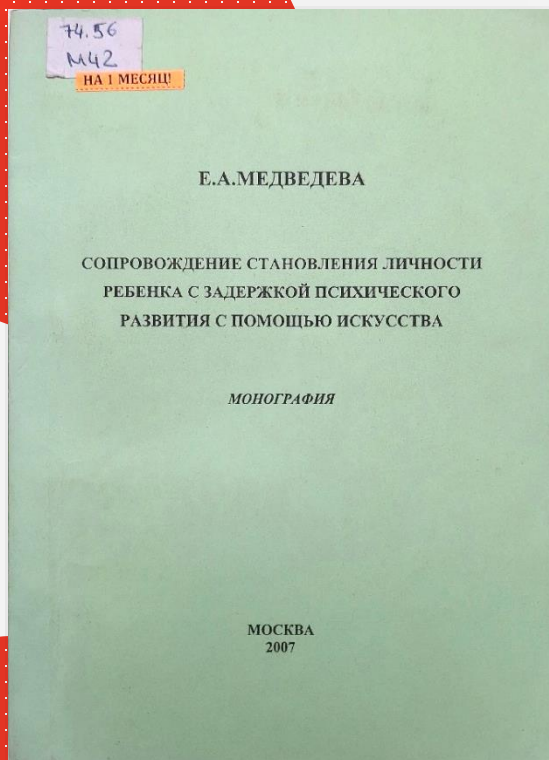 74.56
М42
НА 1 МЕСЯЦ!
Е.А.МЕДВЕДЕВА
СОПРОВОЖДЕНИЕ СТАНОВЛЕНИЯ ЛИЧНОСТИ
РЕБЕНКА С ЗАДЕРЖКОЙ ПСИХИЧЕСКОГО
РАЗВИТИЯ С ПОМОЩЬЮ ИСКУССТВА
МОНОГРАФИЯ
МОСКВА
2007